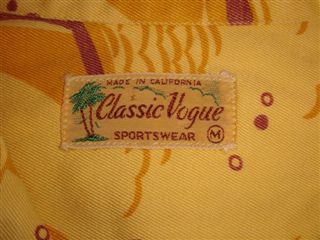 MADE IN CALIFORNIA
Classic Vogue
SPORTSWEAR M